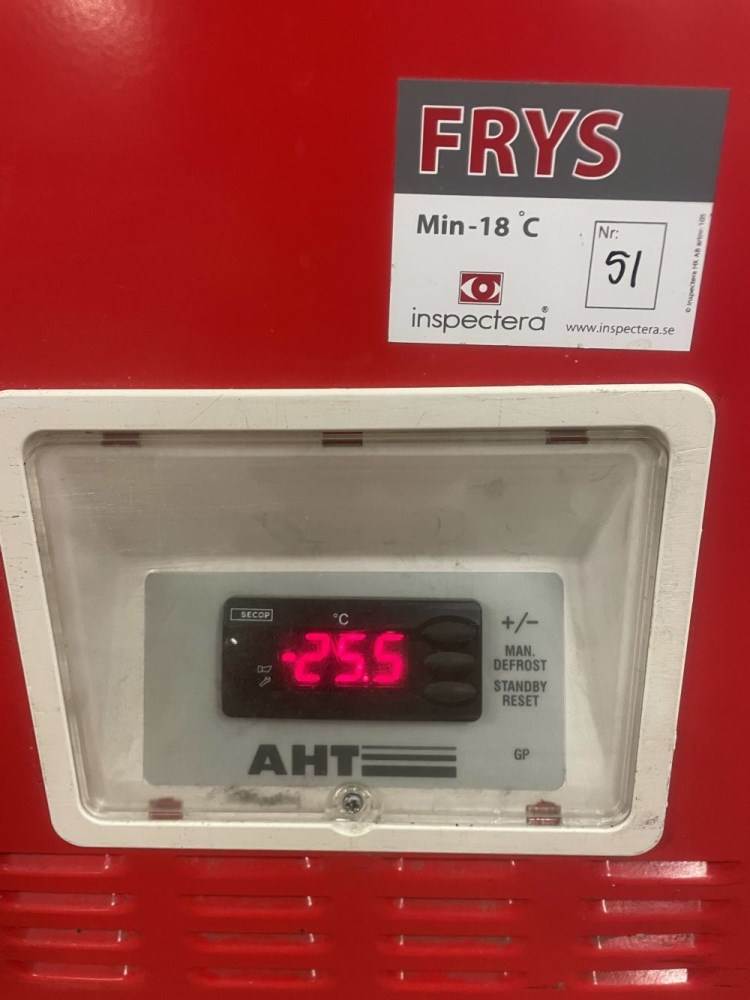 FRYS
Min-18 °C
Nr:
51
inspectera®
www.inspectera.se
SECOP
°C
-25.5
+/-
MAN.
DEFROST
STANDBY
RESET
AHT
GP